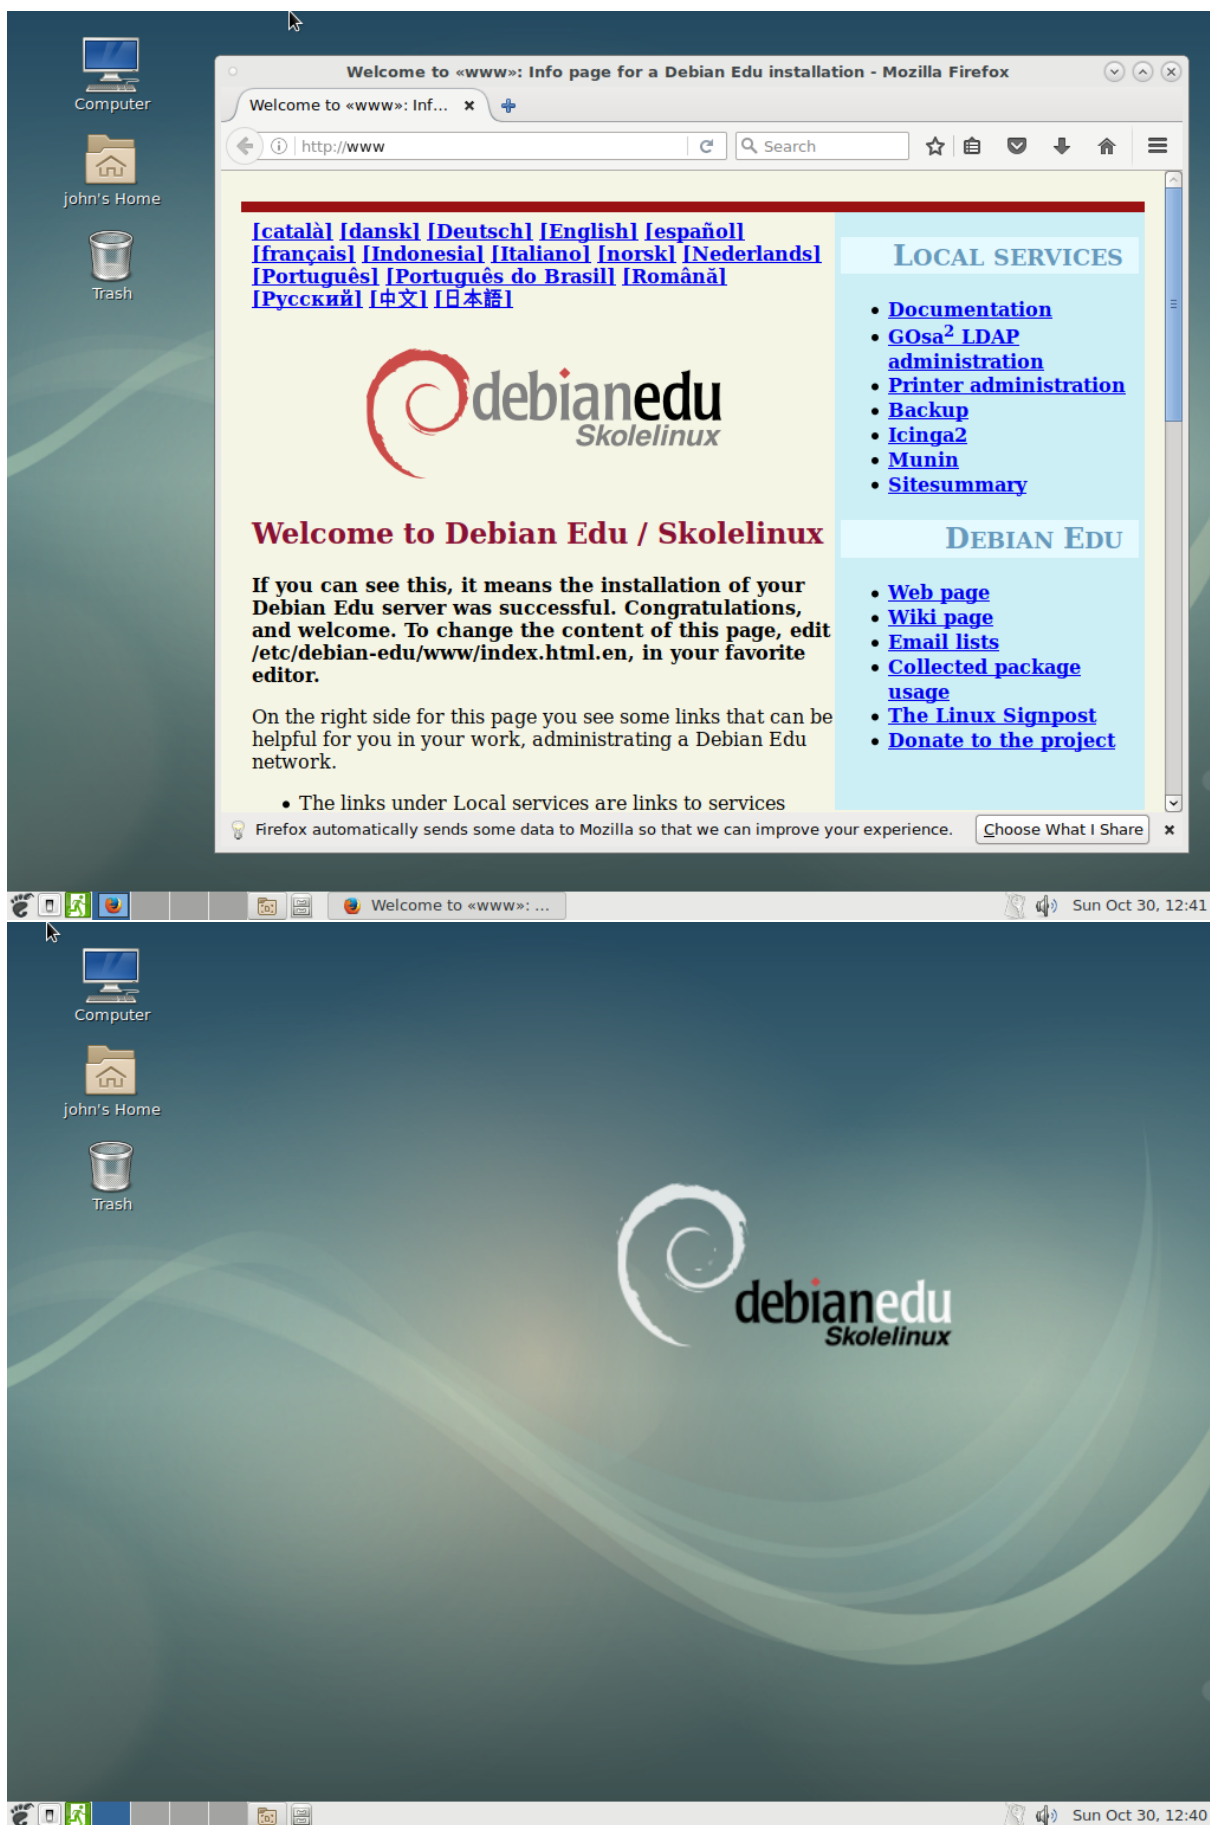 Computer
john's Home
Trash
Welcome to «www»: Info page for a Debian Edu installation - Mozilla Firefox
Welcome to «www»: Inf...
http://www
Search
[català] [dansk] [Deutsch] [English] [español]
[français] [Indonesia] [Italiano] [norsk] [Nederlands]
[Português] [Português do Brasil] [Română]
[Русский] [中文] [日本語]
debianedu
Skolelinux
Welcome to Debian Edu / Skolelinux
If you can see this, it means the installation of your
Debian Edu server was successful. Congratulations,
and welcome. To change the content of this page, edit
/etc/debian-edu/www/index.html.en, in your favorite
editor.
On the right side for this page you see some links that can be
helpful for you in your work, administrating a Debian Edu
network.
• The links under Local services are links to services
LOCAL SERVICES
• Documentation
• GOsa² LDAP
administration
• Printer administration
• Backup
• Icinga2
• Munin
• Sitesummary
DEBIAN EDU
• Web page
• Wiki page
• Email lists
• Collected package
usage
• The Linux Signpost
• Donate to the project
Firefox automatically sends some data to Mozilla so that we can improve your experience.
Choose What I Share
Welcome to «www»: ...
Sun Oct 30, 12:41
Computer
john's Home
Trash
debianedu
Skolelinux
Sun Oct 30, 12:40